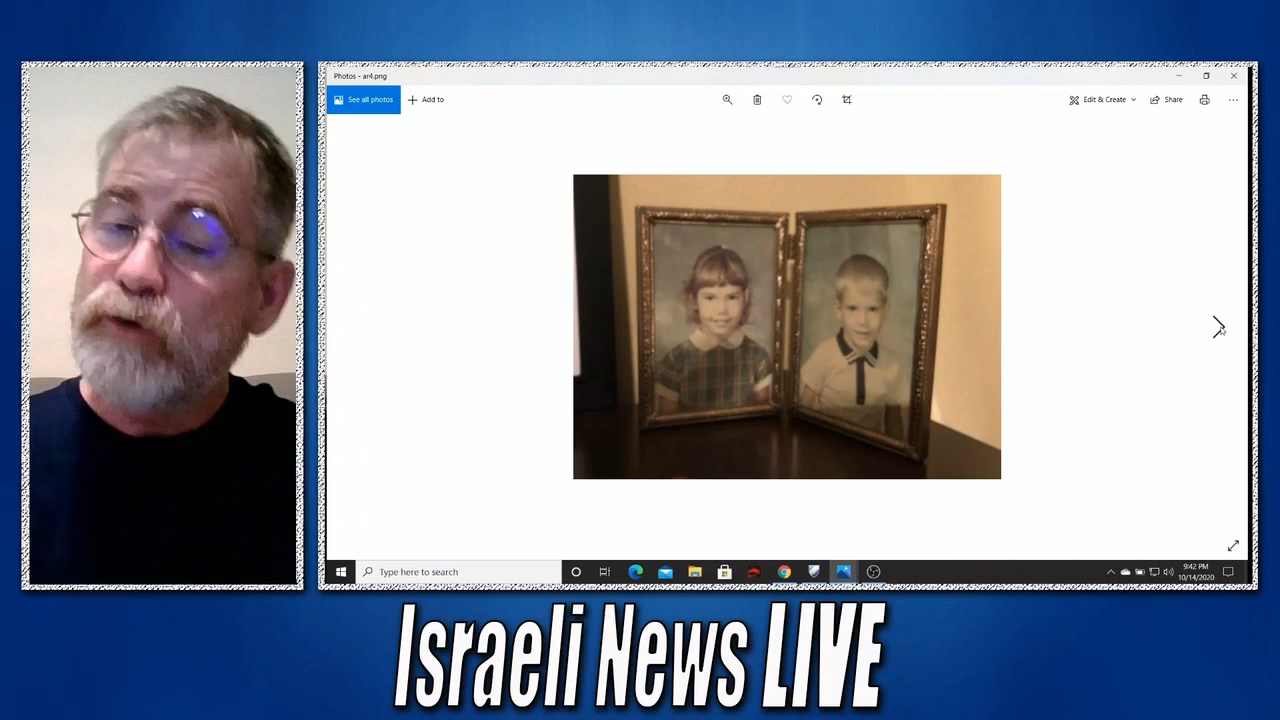 Photos - ar4.png
See all photos
Add to
Edit & Create
Share
Type here to search
9:42 PM
10/14/2020
Israeli News LIVE